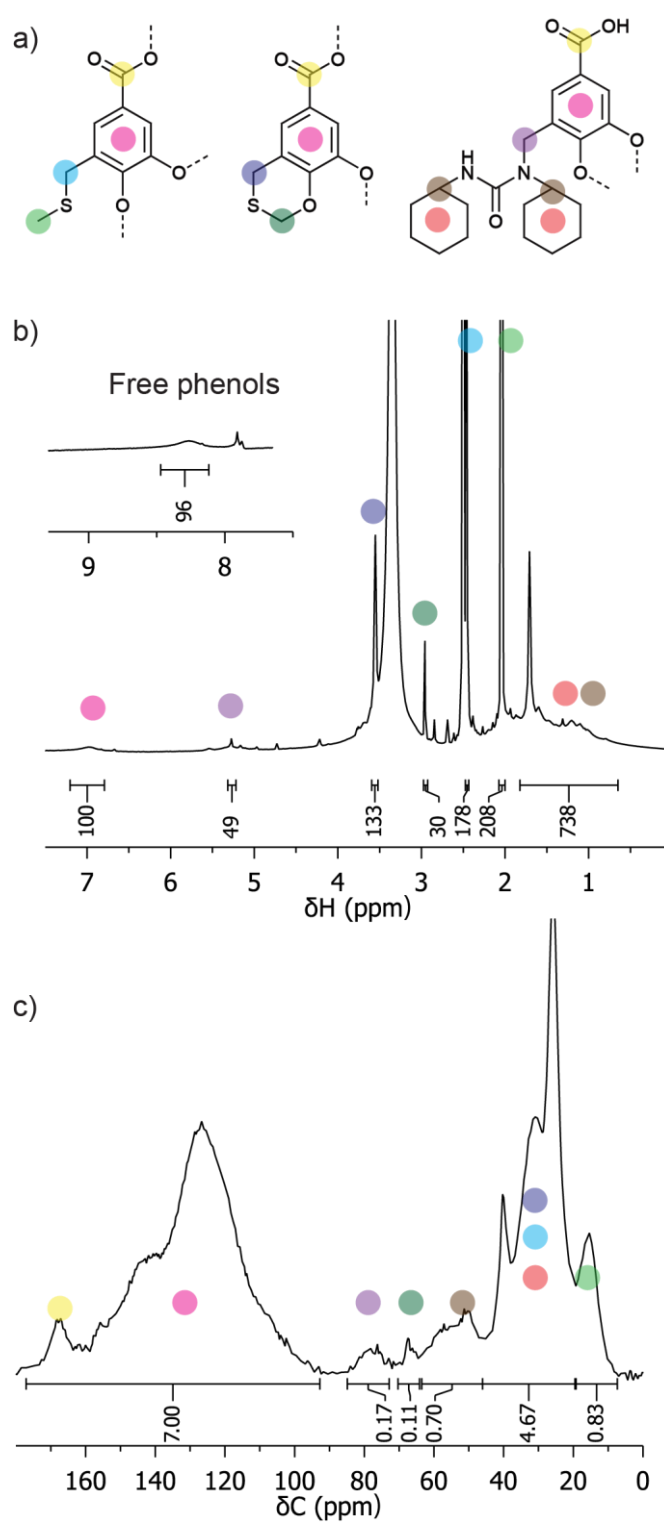 a)
O
O
S
O
O
O
O
S
O
O
O
OH
H
N
N
O
O
O
b)
Free phenols
96
9
8
100
49
133
30
178
208
738
7
6
5
4
3
2
1
δH (ppm)
c)
7.00
0.17
0.11
0.70
4.67
0.83
160
140
120
100
80
60
40
20
0
δC (ppm)